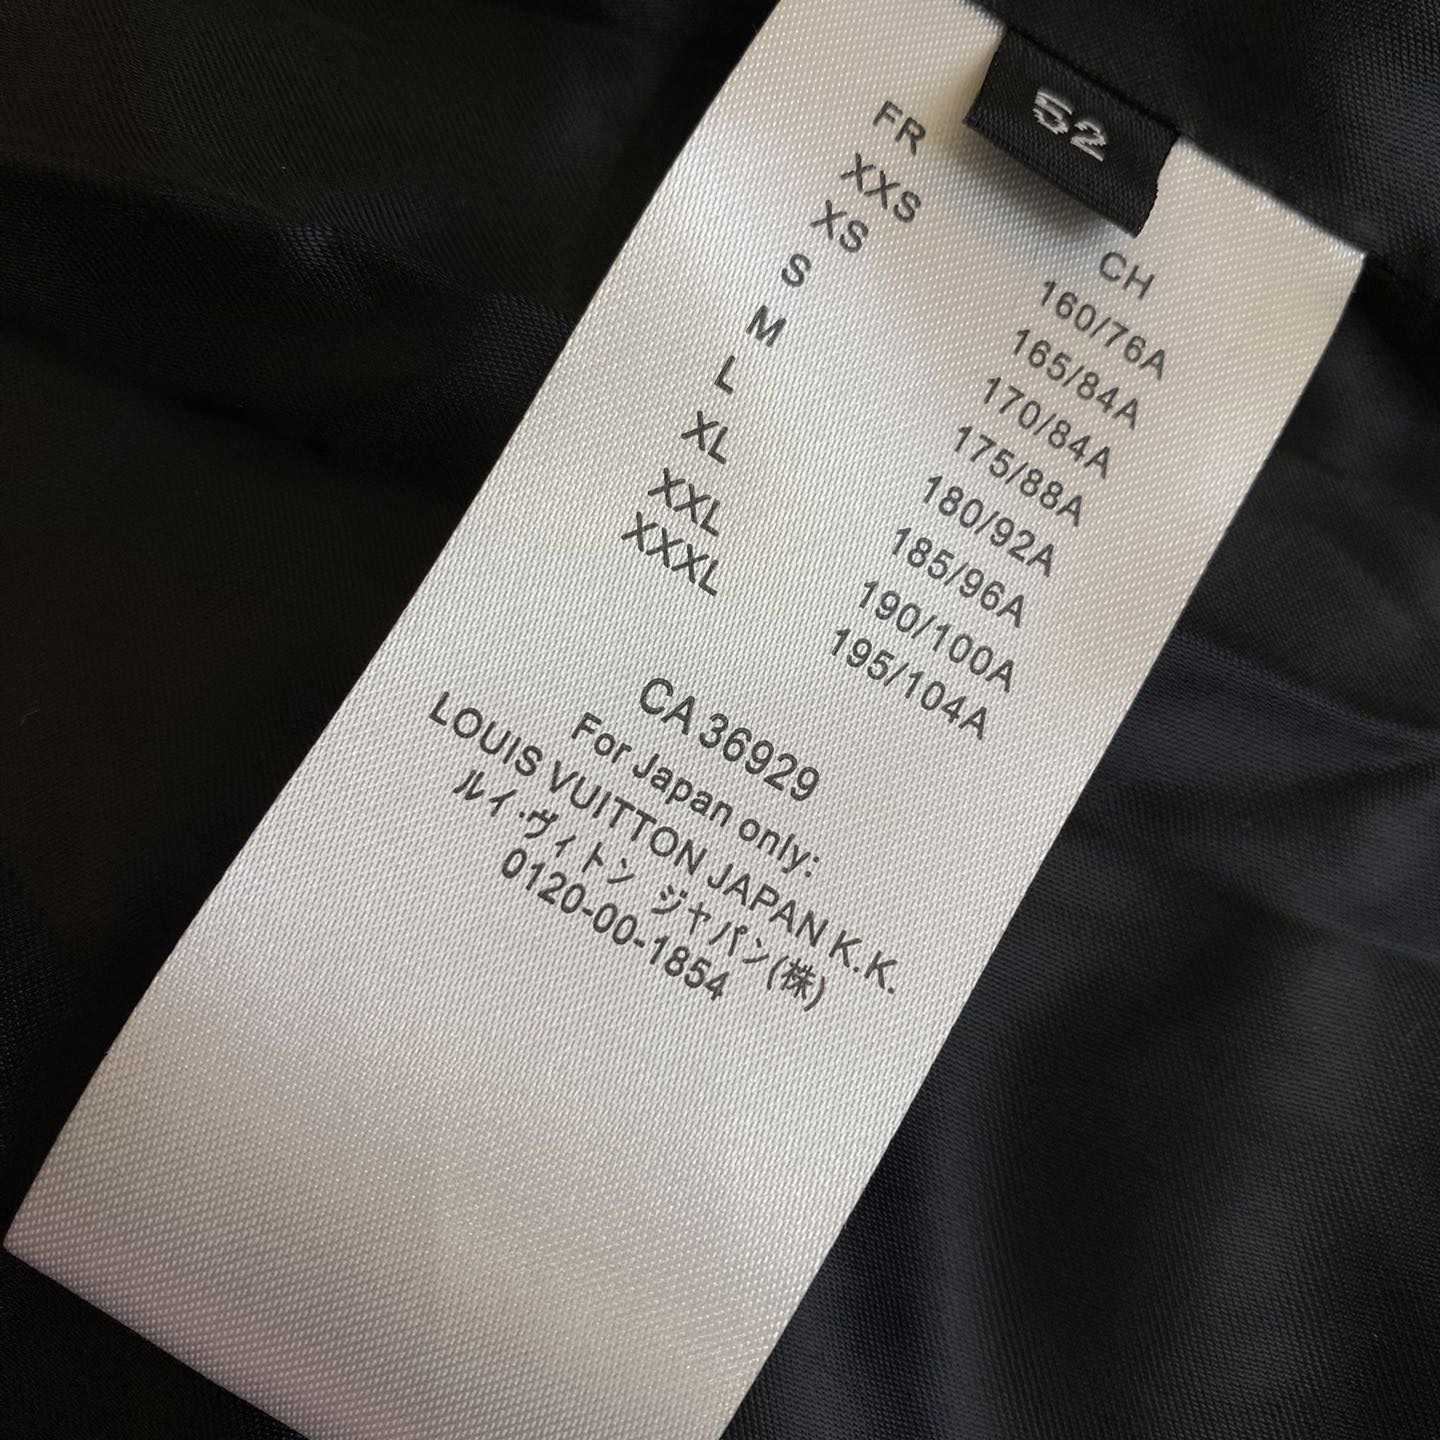 52
FR CH
XXS 160/76A
XS 165/84A
S 170/84A
M 175/88A
L 180/92A
XL 185/96A
XXL 190/100A
XXXL 195/104A
CA 36929
For Japan only:
LOUIS VUITTON JAPAN K.K.
ルイ・ヴィトン ジャパン(株)
0120-00-1854